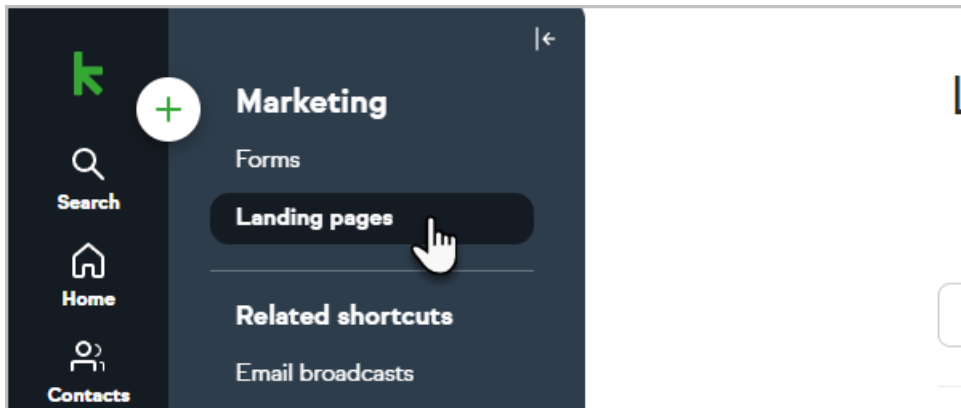 Marketing
Forms
Landing pages
Related shortcuts
Email broadcasts
Search
Home
Contacts